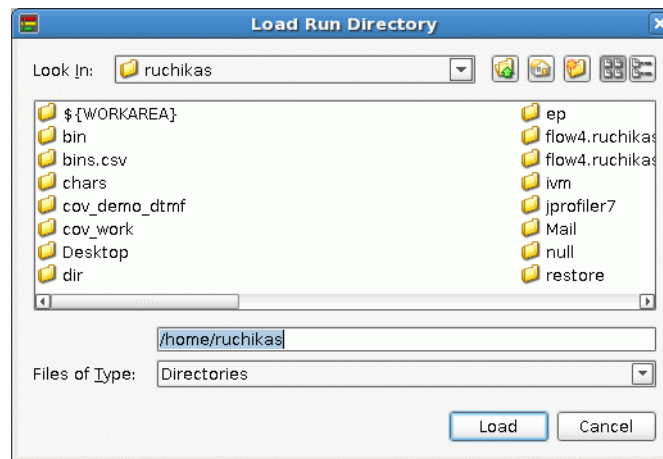 Load Run Directory
Look In: ruchikas
${WORKAREA}
bin
bins.csv
chars
cov_demo_dtmf
cov_work
Desktop
dir
ep
flow4.ruchikas
flow4.ruchikas
ivm
jprofiler7
Mail
null
restore
/home/ruchikas
Files of Type: Directories
Load Cancel